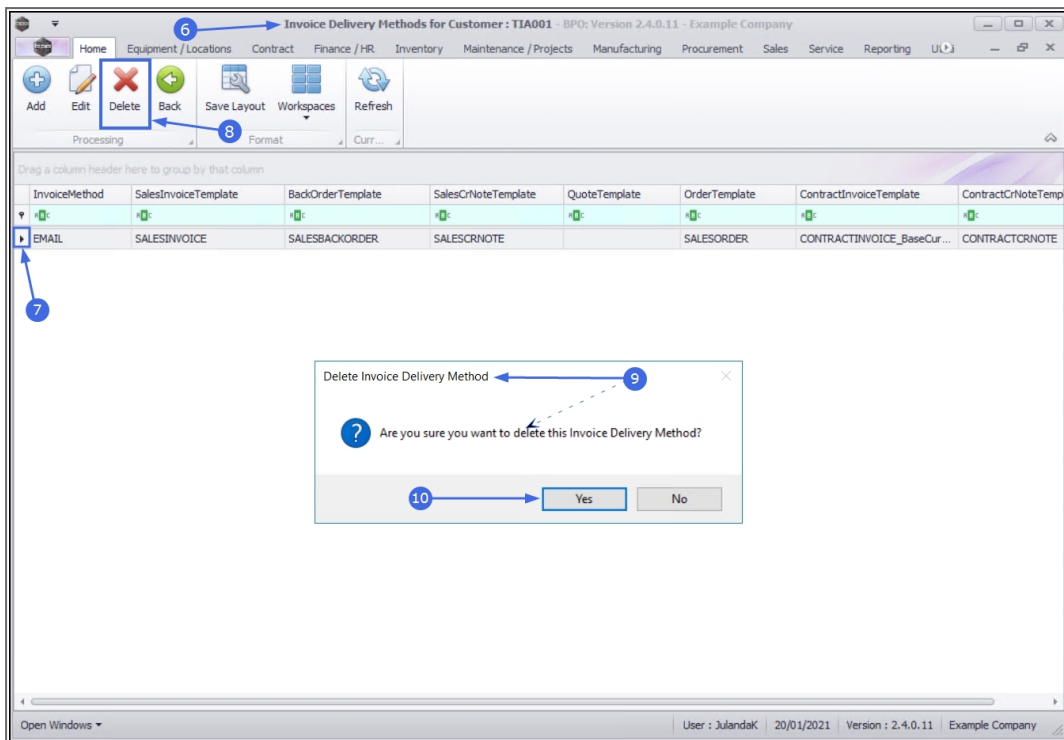 6
Invoice Delivery Methods for Customer : TIA001 - BPO: Version 2.4.0.11 - Example Company
Home Equipment / Locations Contract Finance / HR Inventory Maintenance / Projects Manufacturing Procurement Sales Service Reporting
Add Edit Delete Back Save Layout Workspaces Refresh
8
Processing Format Curr...
Drag a column header here to group by that column
InvoiceMethod SalesInvoiceTemplate BackOrderTemplate SalesCrNoteTemplate QuoteTemplate OrderTemplate ContractInvoiceTemplate ContractCrNoteTemp
EMAIL SALESINVOICE SALESBACKORDER SALESCRNOTE SALESORDER CONTRACTINVOICE_BaseCur... CONTRACTCRNOTE
7
Delete Invoice Delivery Method
9
Are you sure you want to delete this Invoice Delivery Method?
10
Yes No
Open Windows User : JulandaK 20/01/2021 Version : 2.4.0.11 Example Company